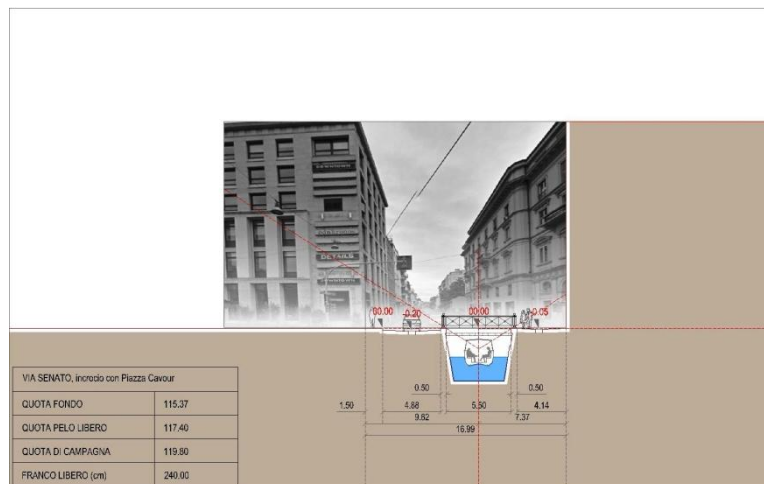 DETAILS
00.00
-0.20
00.00
-0.05
VIA SENATO, incrocio con Piazza Cavour
QUOTA FONDO 115.37
QUOTA PELO LIBERO 117.40
QUOTA DI CAMPAGNA 119.80
FRANCO LIBERO (cm) 240.00
0.50 0.50
1.50 4.88 5.50 4.14
9.62 7.37
16.99